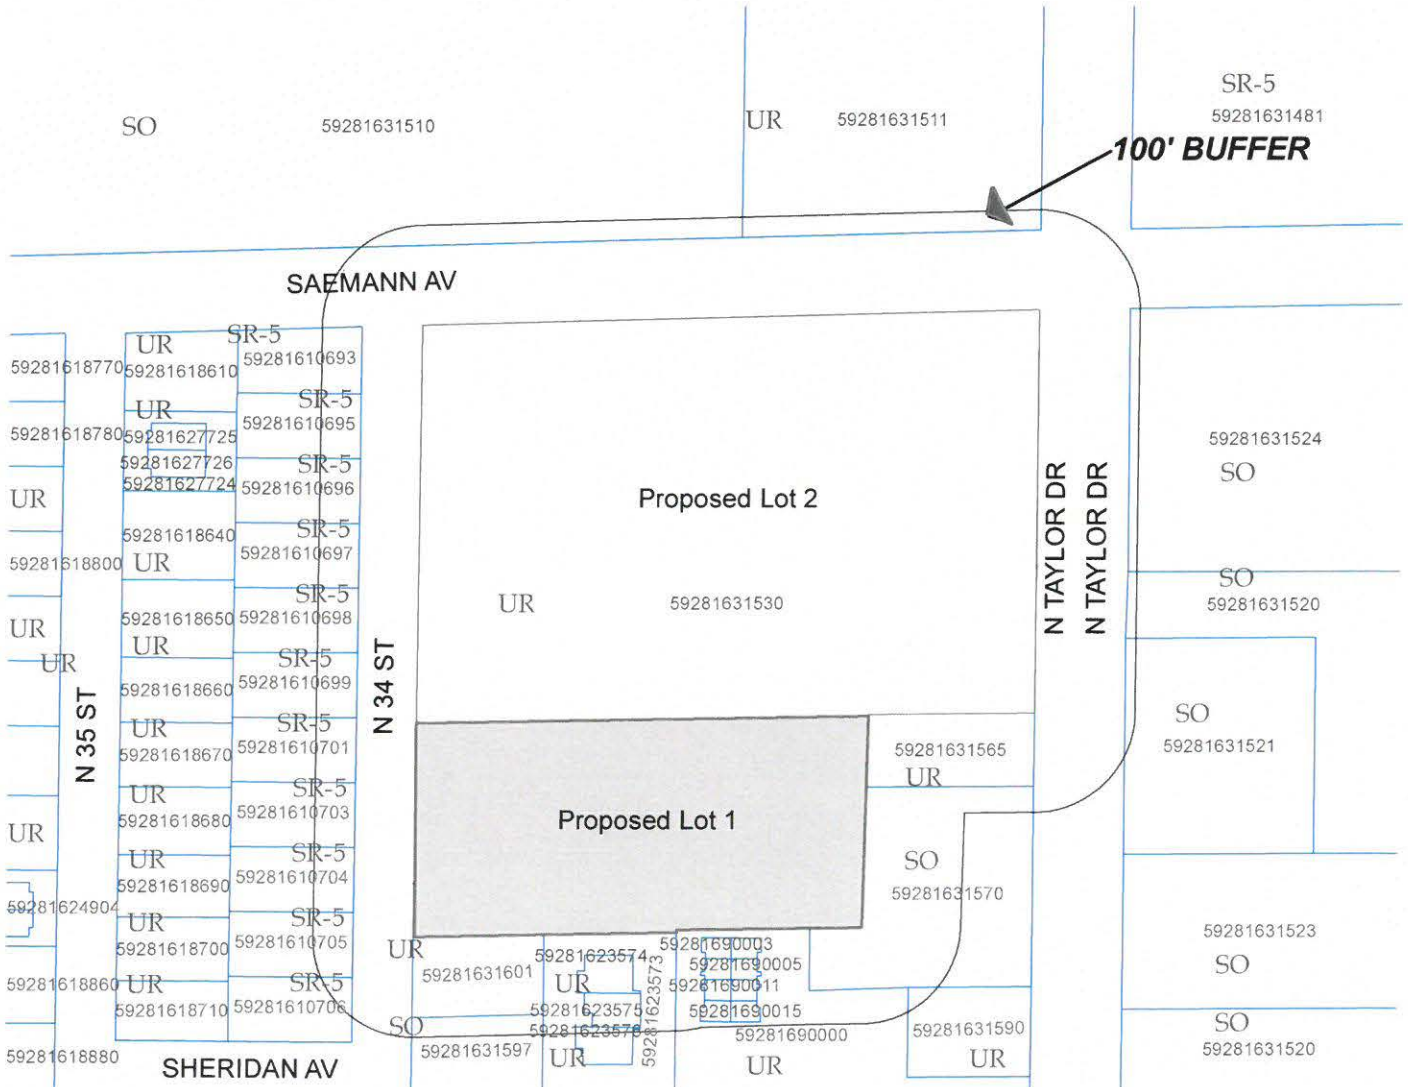 SR-5
59281631481
SO
59281631510
UR
59281631511
100' BUFFER
SAEMANN AV
UR
SR-5
59281618770
59281618610
59281610693
UR
SR-5
59281610695
59281618780
59281627725
59281627726
59281627724
SR-5
59281610696
UR
59281618640
SR-5
59281610697
59281618800
UR
SR-5
59281618650
59281610698
UR
UR
UR
SR-5
59281618660
59281610699
UR
SR-5
59281618670
59281610701
UR
SR-5
59281618680
59281610703
UR
UR
SR-5
59281618690
59281610704
59281624904
UR
SR-5
59281618700
59281610705
59281618860
UR
SR-5
59281618710
59281610706
59281618880
N 35 ST
N 34 ST
SHERIDAN AV
Proposed Lot 2
UR
59281631530
N TAYLOR DR
N TAYLOR DR
59281631524
SO
SO
59281631520
SO
59281631521
59281631565
UR
Proposed Lot 1
SO
59281631570
59281631523
SO
UR
59281631601
59281623574
UR
59281623575
59281623576
59281623573
UR
59281690003
59281690005
59281690011
59281690015
59281690000
UR
SO
59281631597
59281631590
UR
SO
59281631520